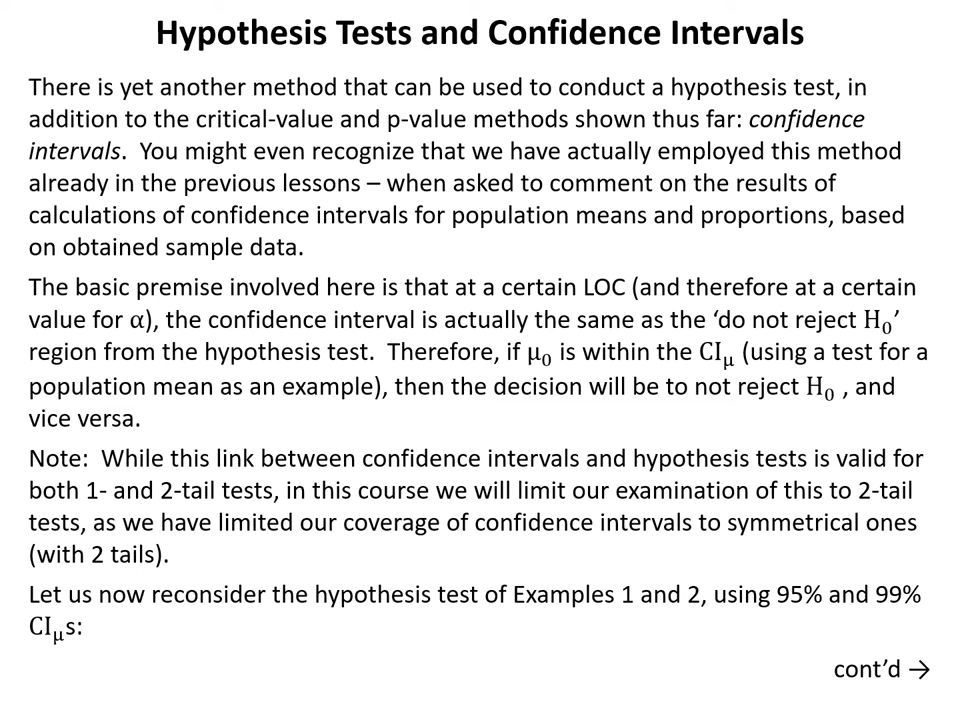 Hypothesis Tests and Confidence Intervals
There is yet another method that can be used to conduct a hypothesis test, in
addition to the critical-value and p-value methods shown thus far: confidence
intervals.  You might even recognize that we have actually employed this method
already in the previous lessons – when asked to comment on the results of
calculations of confidence intervals for population means and proportions, based
on obtained sample data.
The basic premise involved here is that at a certain LOC (and therefore at a certain
value for α), the confidence interval is actually the same as the ‘do not reject H₀’
region from the hypothesis test.  Therefore, if μ₀ is within the CIμ (using a test for a
population mean as an example), then the decision will be to not reject H₀ , and
vice versa.
Note:  While this link between confidence intervals and hypothesis tests is valid for
both 1- and 2-tail tests, in this course we will limit our examination of this to 2-tail
tests, as we have limited our coverage of confidence intervals to symmetrical ones
(with 2 tails).
Let us now reconsider the hypothesis test of Examples 1 and 2, using 95% and 99%
CIμs:
cont’d →